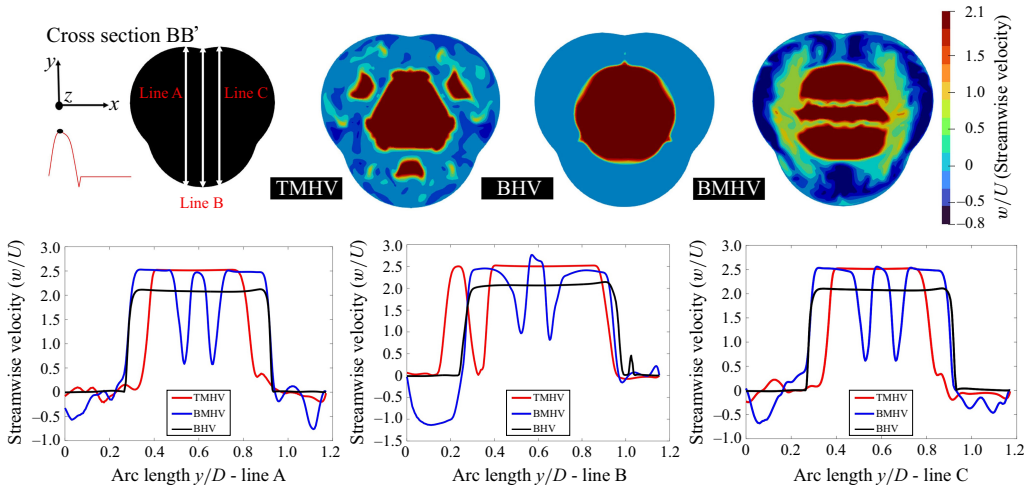 Cross section BB’
y
z
x
Line A
Line C
Line B
TMHV
BHV
BMHV
2.1
1.5
1.0
0.5
0
−0.4
−0.8
w/U (Streamwise velocity)
Streamwise velocity (w/U)
3.0
2.5
2.0
1.5
1.0
0.5
0
−0.5
−1.0
TMHV
BMHV
BHV
0 0.2 0.4 0.6 0.8 1.0 1.2
Arc length y/D - line A
Streamwise velocity (w/U)
3.0
2.5
2.0
1.5
1.0
0.5
0
−0.5
−1.0
−1.5
TMHV
BMHV
BHV
0 0.2 0.4 0.6 0.8 1.0 1.2
Arc length y/D - line B
Streamwise velocity (w/U)
3.0
2.5
2.0
1.5
1.0
0.5
0
−0.5
1.0
TMHV
BMHV
BHV
0 0.2 0.4 0.6 0.8 1.0 1.2
Arc length y/D - line C